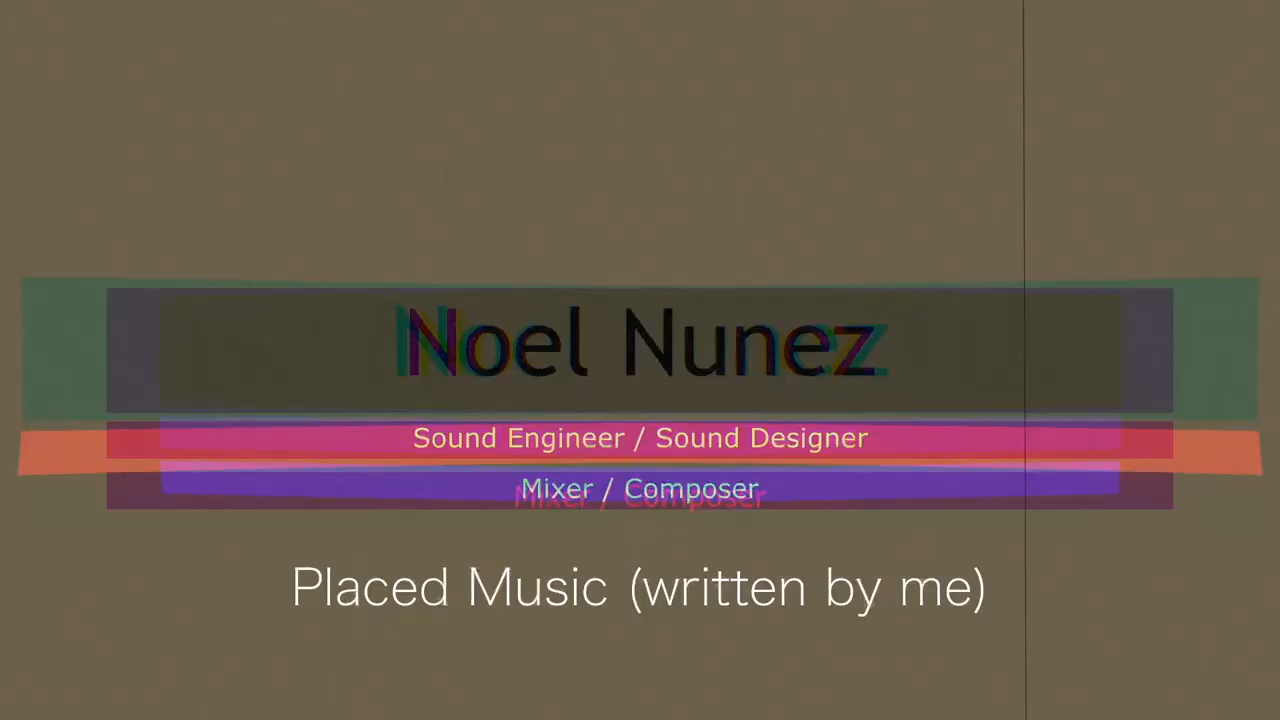 Noel Nunez
Sound Engineer / Sound Designer
Mixer / Composer
Placed Music (written by me)